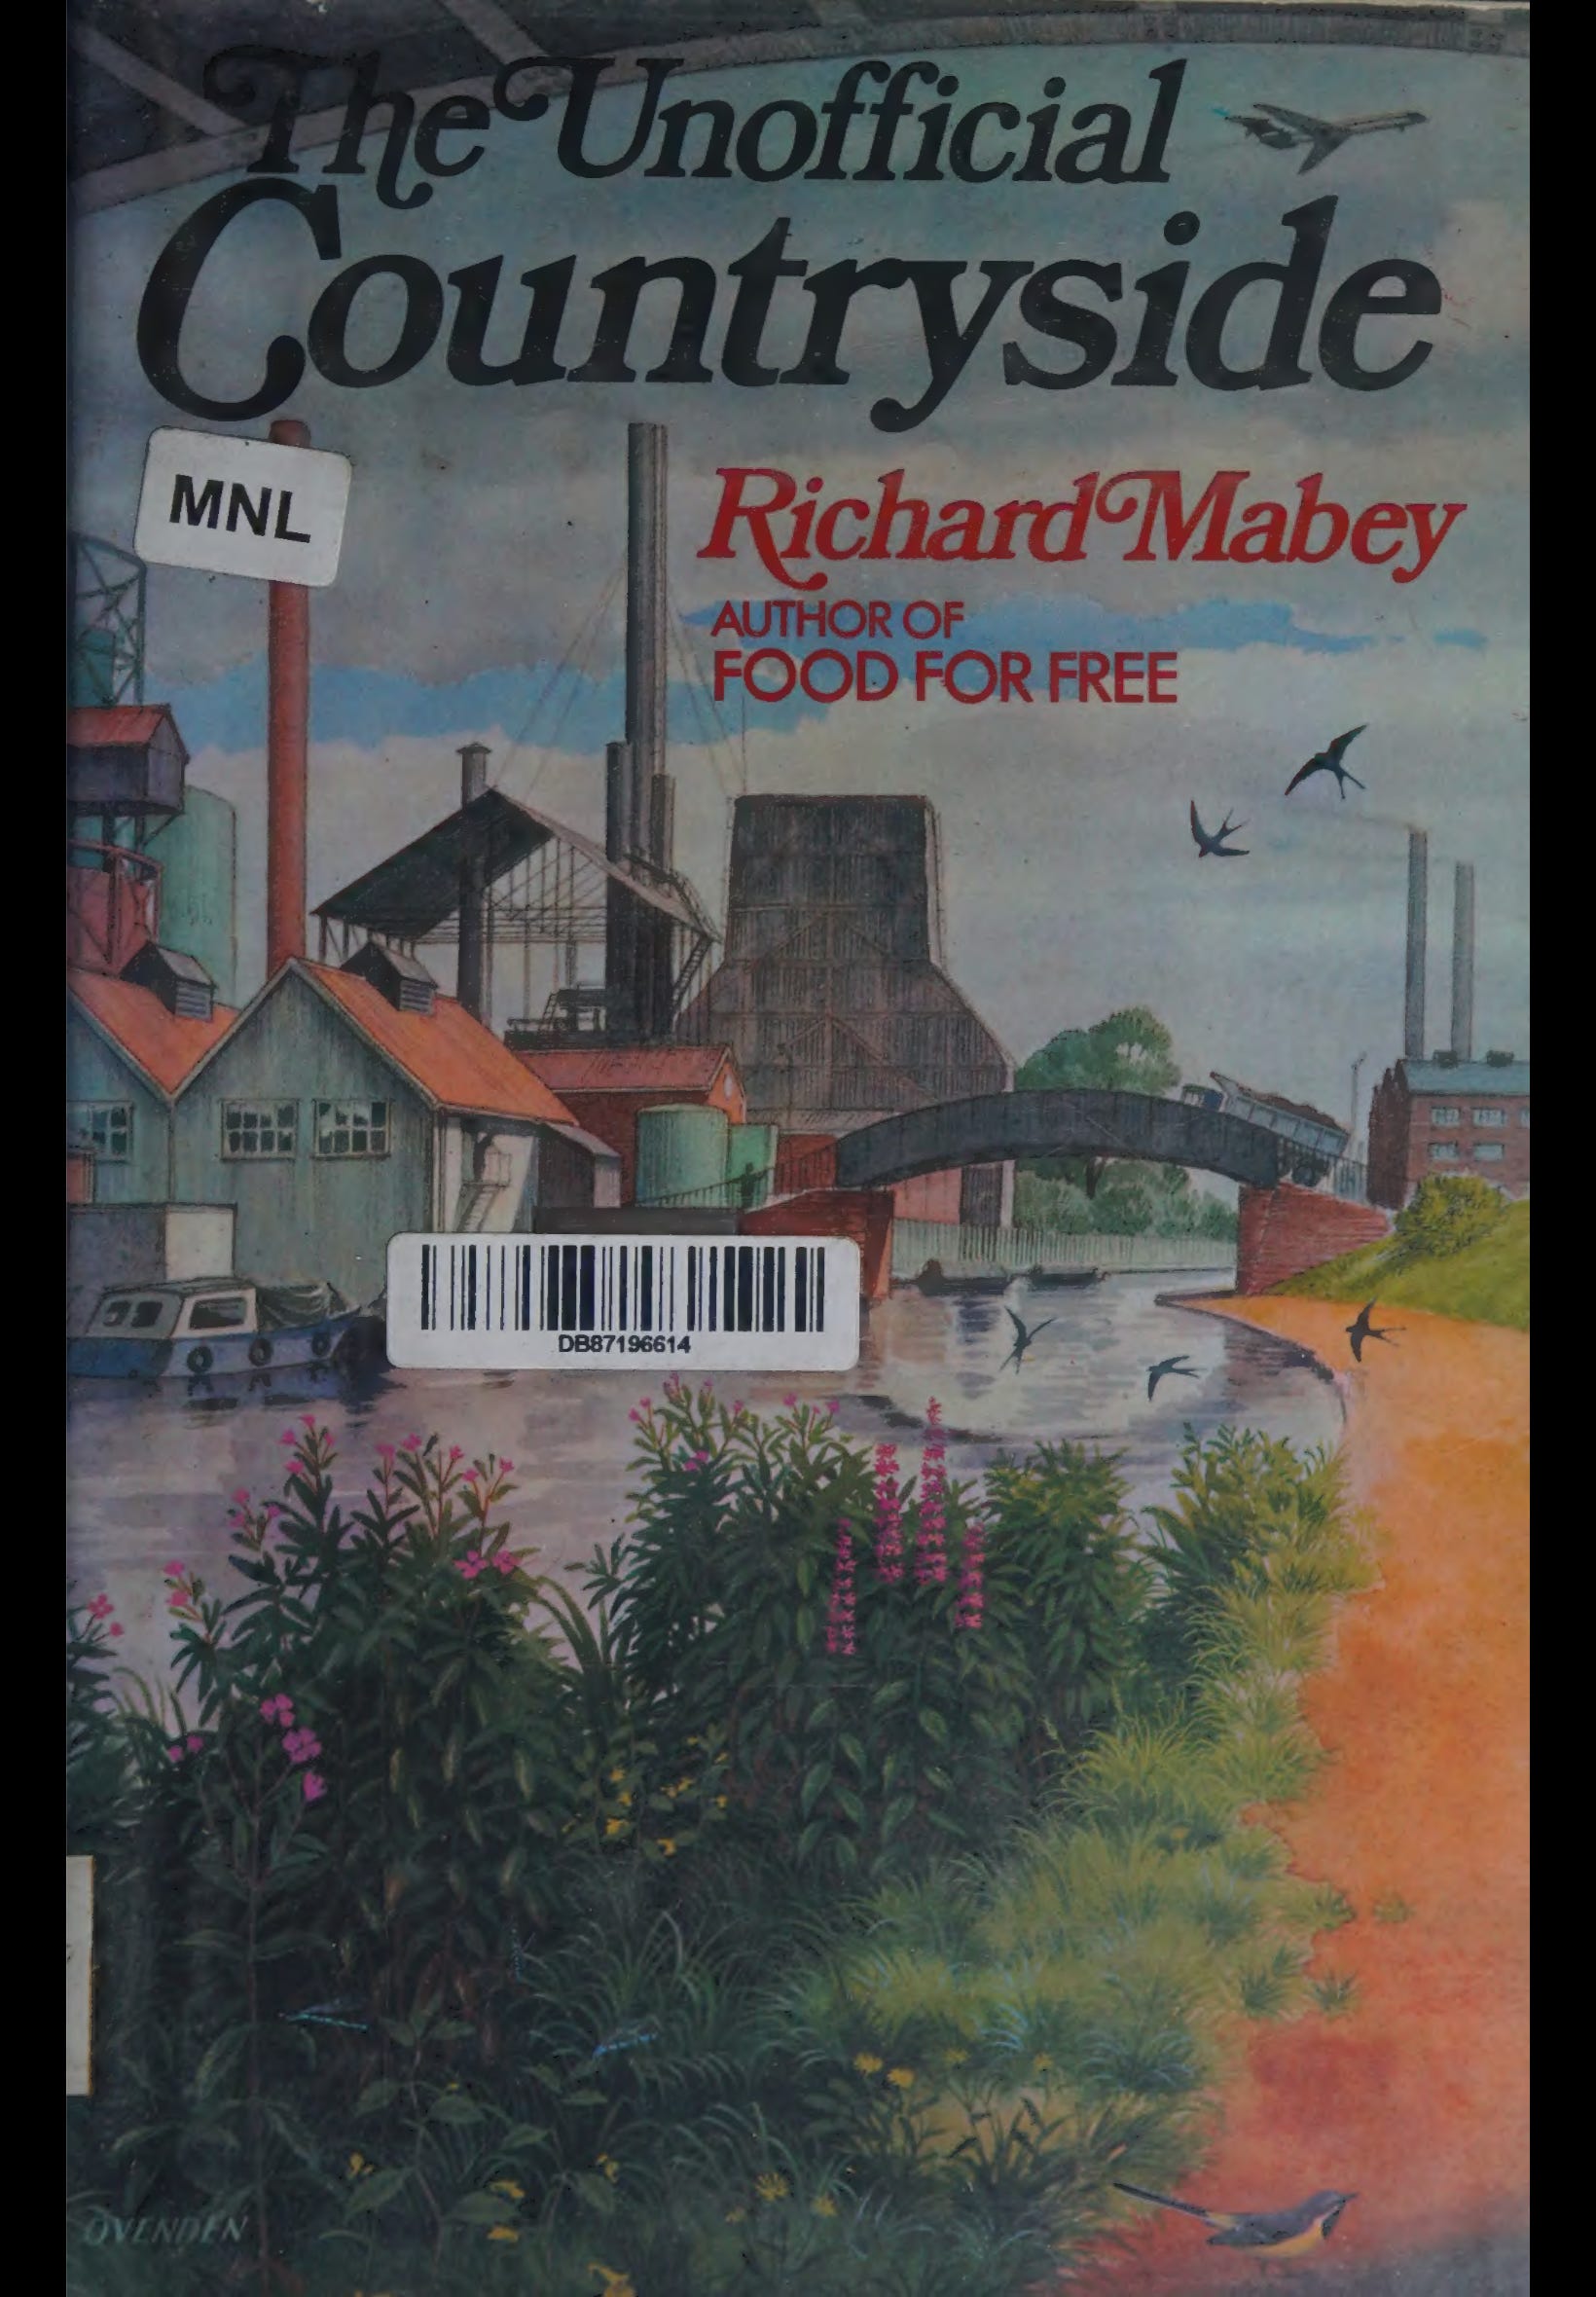 The Unofficial
Countryside
MNL
Richard Mabey
AUTHOR OF
FOOD FOR FREE
DB87196614
OVENDEN